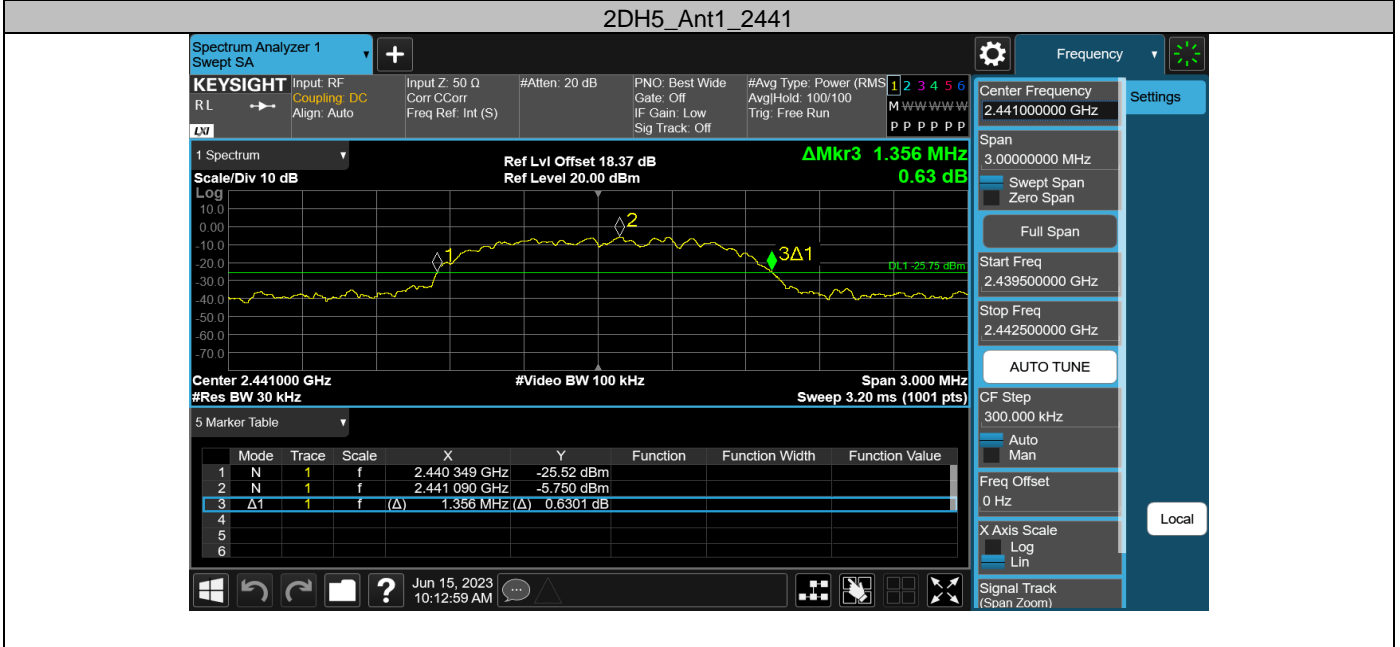 2DH5_Ant1_2441
Spectrum Analyzer 1
Swept SA
Frequency
KEYSIGHT
R L
LXI
Input: RF
Coupling: DC
Align: Auto
Input Z: 50 Ω
Corr CCorr
Freq Ref: Int (S)
#Atten: 20 dB
PNO: Best Wide
Gate: Off
IF Gain: Low
Sig Track: Off
#Avg Type: Power (RMS
Avg|Hold: 100/100
Trig: Free Run
1 2 3 4 5 6
M W W W W W
P P P P P P
1 Spectrum
Scale/Div 10 dB
Ref Lvl Offset 18.37 dB
Ref Level 20.00 dBm
ΔMkr3 1.356 MHz
0.63 dB
Log
10.0
0.00
-10.0
-20.0
-30.0
-40.0
-50.0
-60.0
-70.0
1
2
3Δ1
DL1 -25.75 dBm
Center 2.441000 GHz
#Video BW 100 kHz
Span 3.000 MHz
#Res BW 30 kHz
Sweep 3.20 ms (1001 pts)
5 Marker Table
Mode Trace Scale X Y Function Function Width Function Value
1 N 1 f 2.440 349 GHz -25.52 dBm
2 N 1 f 2.441 090 GHz -5.750 dBm
3 Δ1 1 f (Δ) 1.356 MHz (Δ) 0.6301 dB
4
5
6
Jun 15, 2023
10:12:59 AM
Center Frequency
2.441000000 GHz
Span
3.00000000 MHz
Swept Span
Zero Span
Full Span
Start Freq
2.439500000 GHz
Stop Freq
2.442500000 GHz
AUTO TUNE
CF Step
300.000 kHz
Auto
Man
Freq Offset
0 Hz
X Axis Scale
Log
Lin
Signal Track
(Span Zoom)
Settings
Local